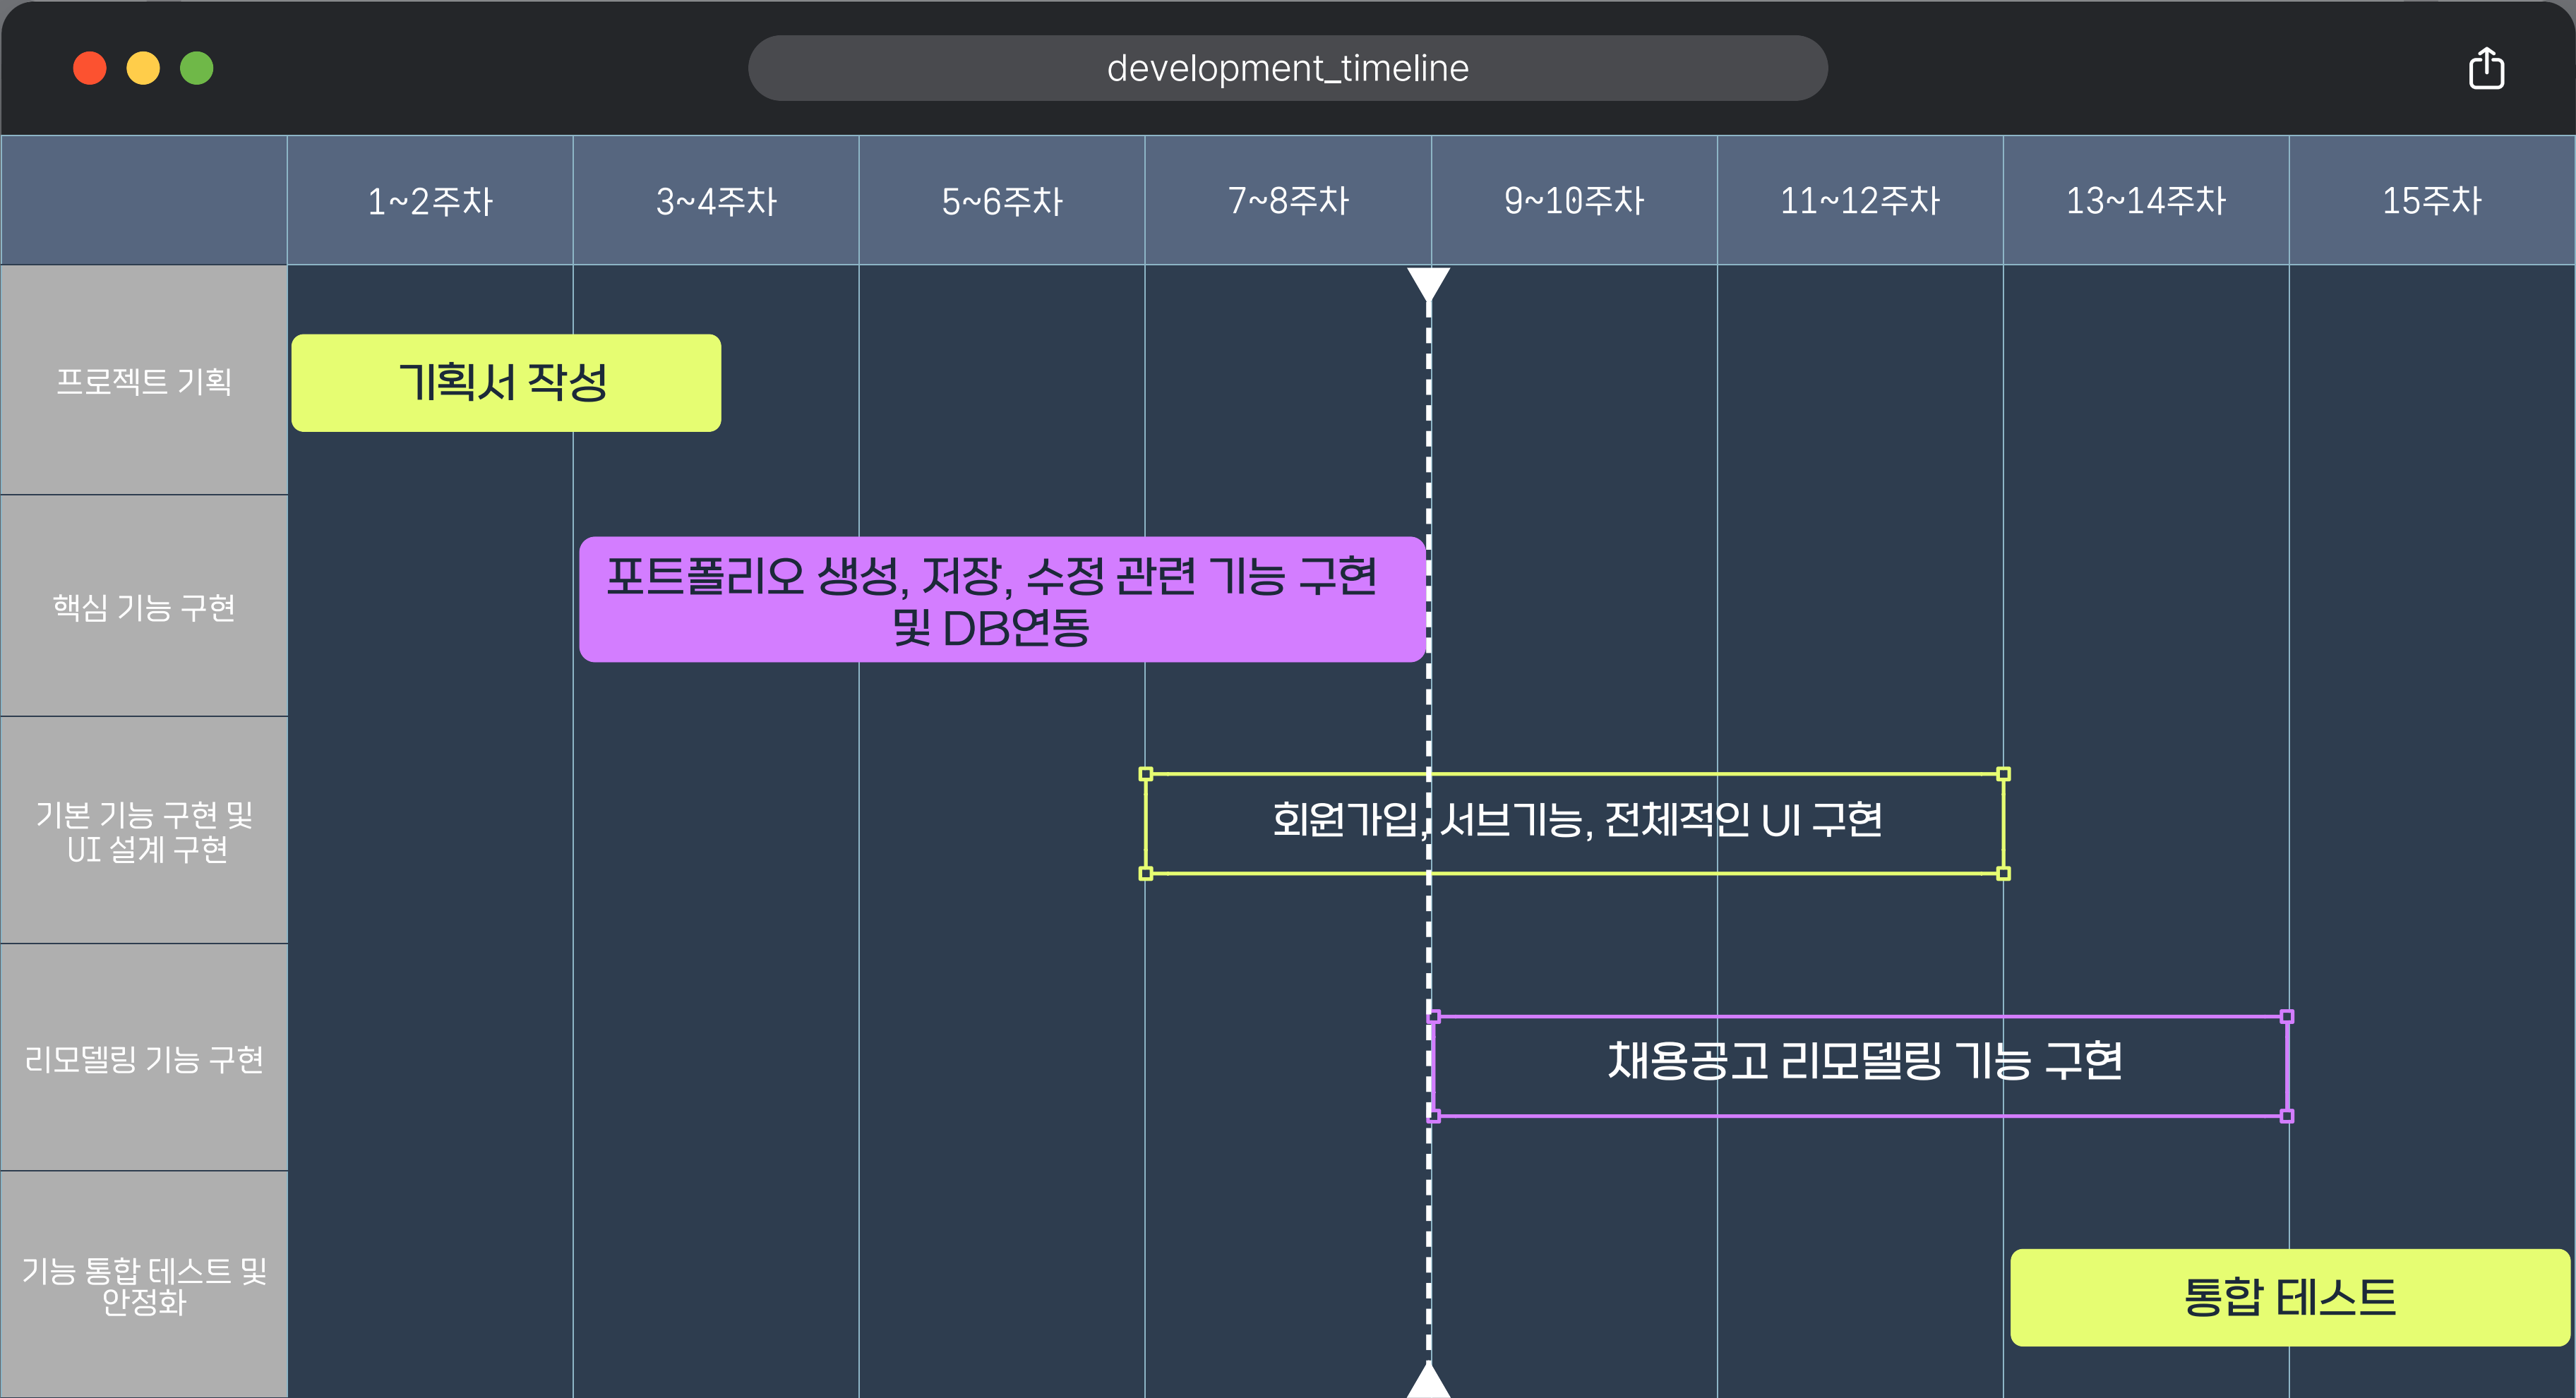 development_timeline
1~2주차
3~4주차
5~6주차
7~8주차
9~10주차
11~12주차
13~14주차
15주차
프로젝트 기획
기획서 작성
핵심 기능 구현
포트폴리오 생성, 저장, 수정 관련 기능 구현
및 DB연동
기본 기능 구현 및
UI 설계 구현
회원가입, 서브기능, 전체적인 UI 구현
리모델링 기능 구현
채용공고 리모델링 기능 구현
기능 통합 테스트 및
안정화
통합 테스트